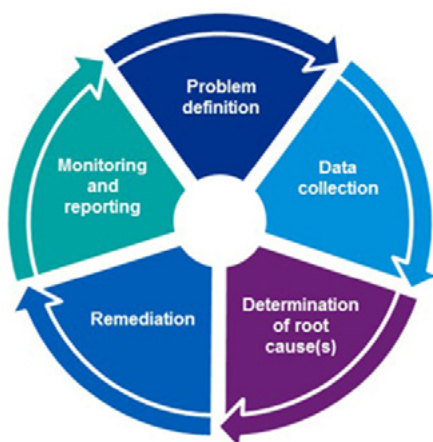 Problem
definition
Data
collection
Determination
of root
cause(s)
Remediation
Monitoring
and
reporting